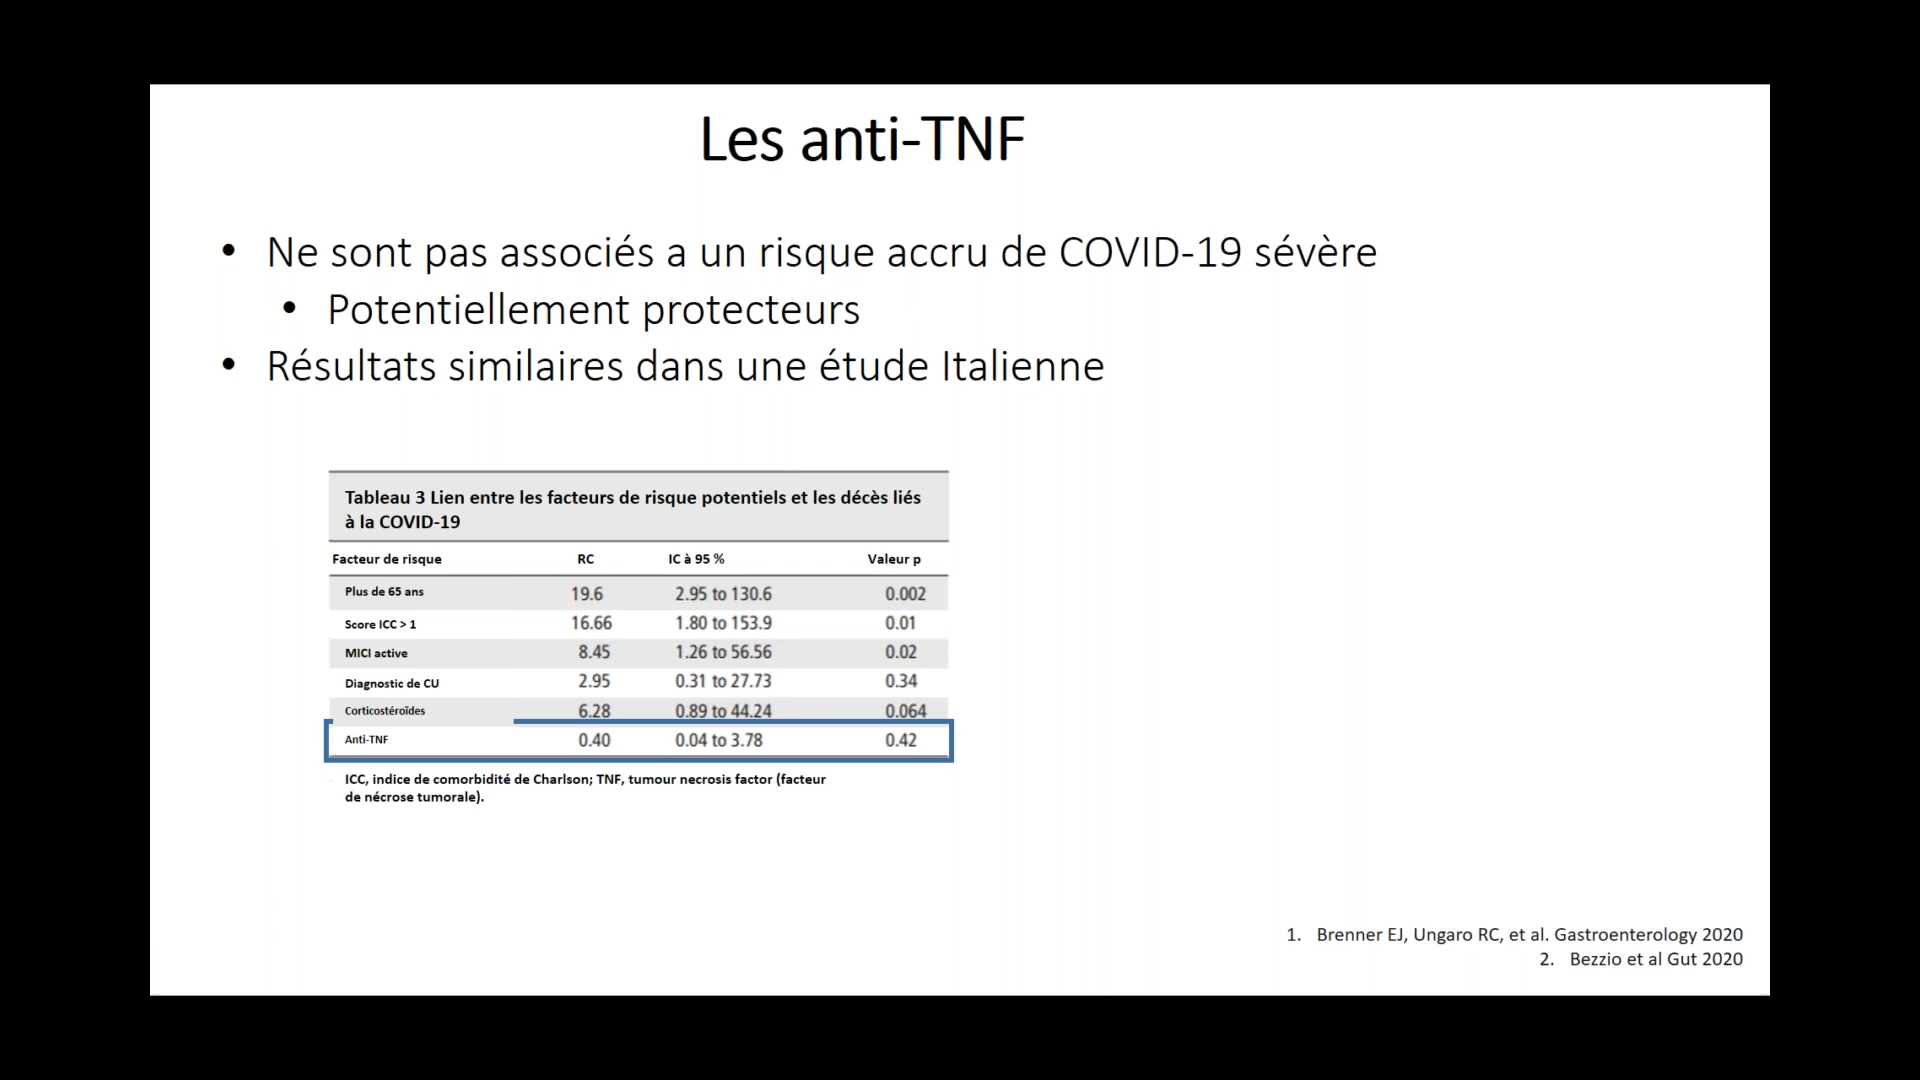 Les anti-TNF
• Ne sont pas associés a un risque accru de COVID-19 sévère
• Potentiellement protecteurs
• Résultats similaires dans une étude Italienne
Tableau 3 Lien entre les facteurs de risque potentiels et les décès liés
à la COVID-19
Facteur de risque RC IC à 95 % Valeur p
Plus de 65 ans 19.6 2.95 to 130.6 0.002
Score ICC > 1 16.66 1.80 to 153.9 0.01
MICI active 8.45 1.26 to 56.56 0.02
Diagnostic de CU 2.95 0.31 to 27.73 0.34
Corticostéroïdes 6.28 0.89 to 44.24 0.064
Anti-TNF 0.40 0.04 to 3.78 0.42
ICC, indice de comorbidité de Charlson; TNF, tumour necrosis factor (facteur
de nécrose tumorale).
1. Brenner EJ, Ungaro RC, et al. Gastroenterology 2020
2. Bezzio et al Gut 2020